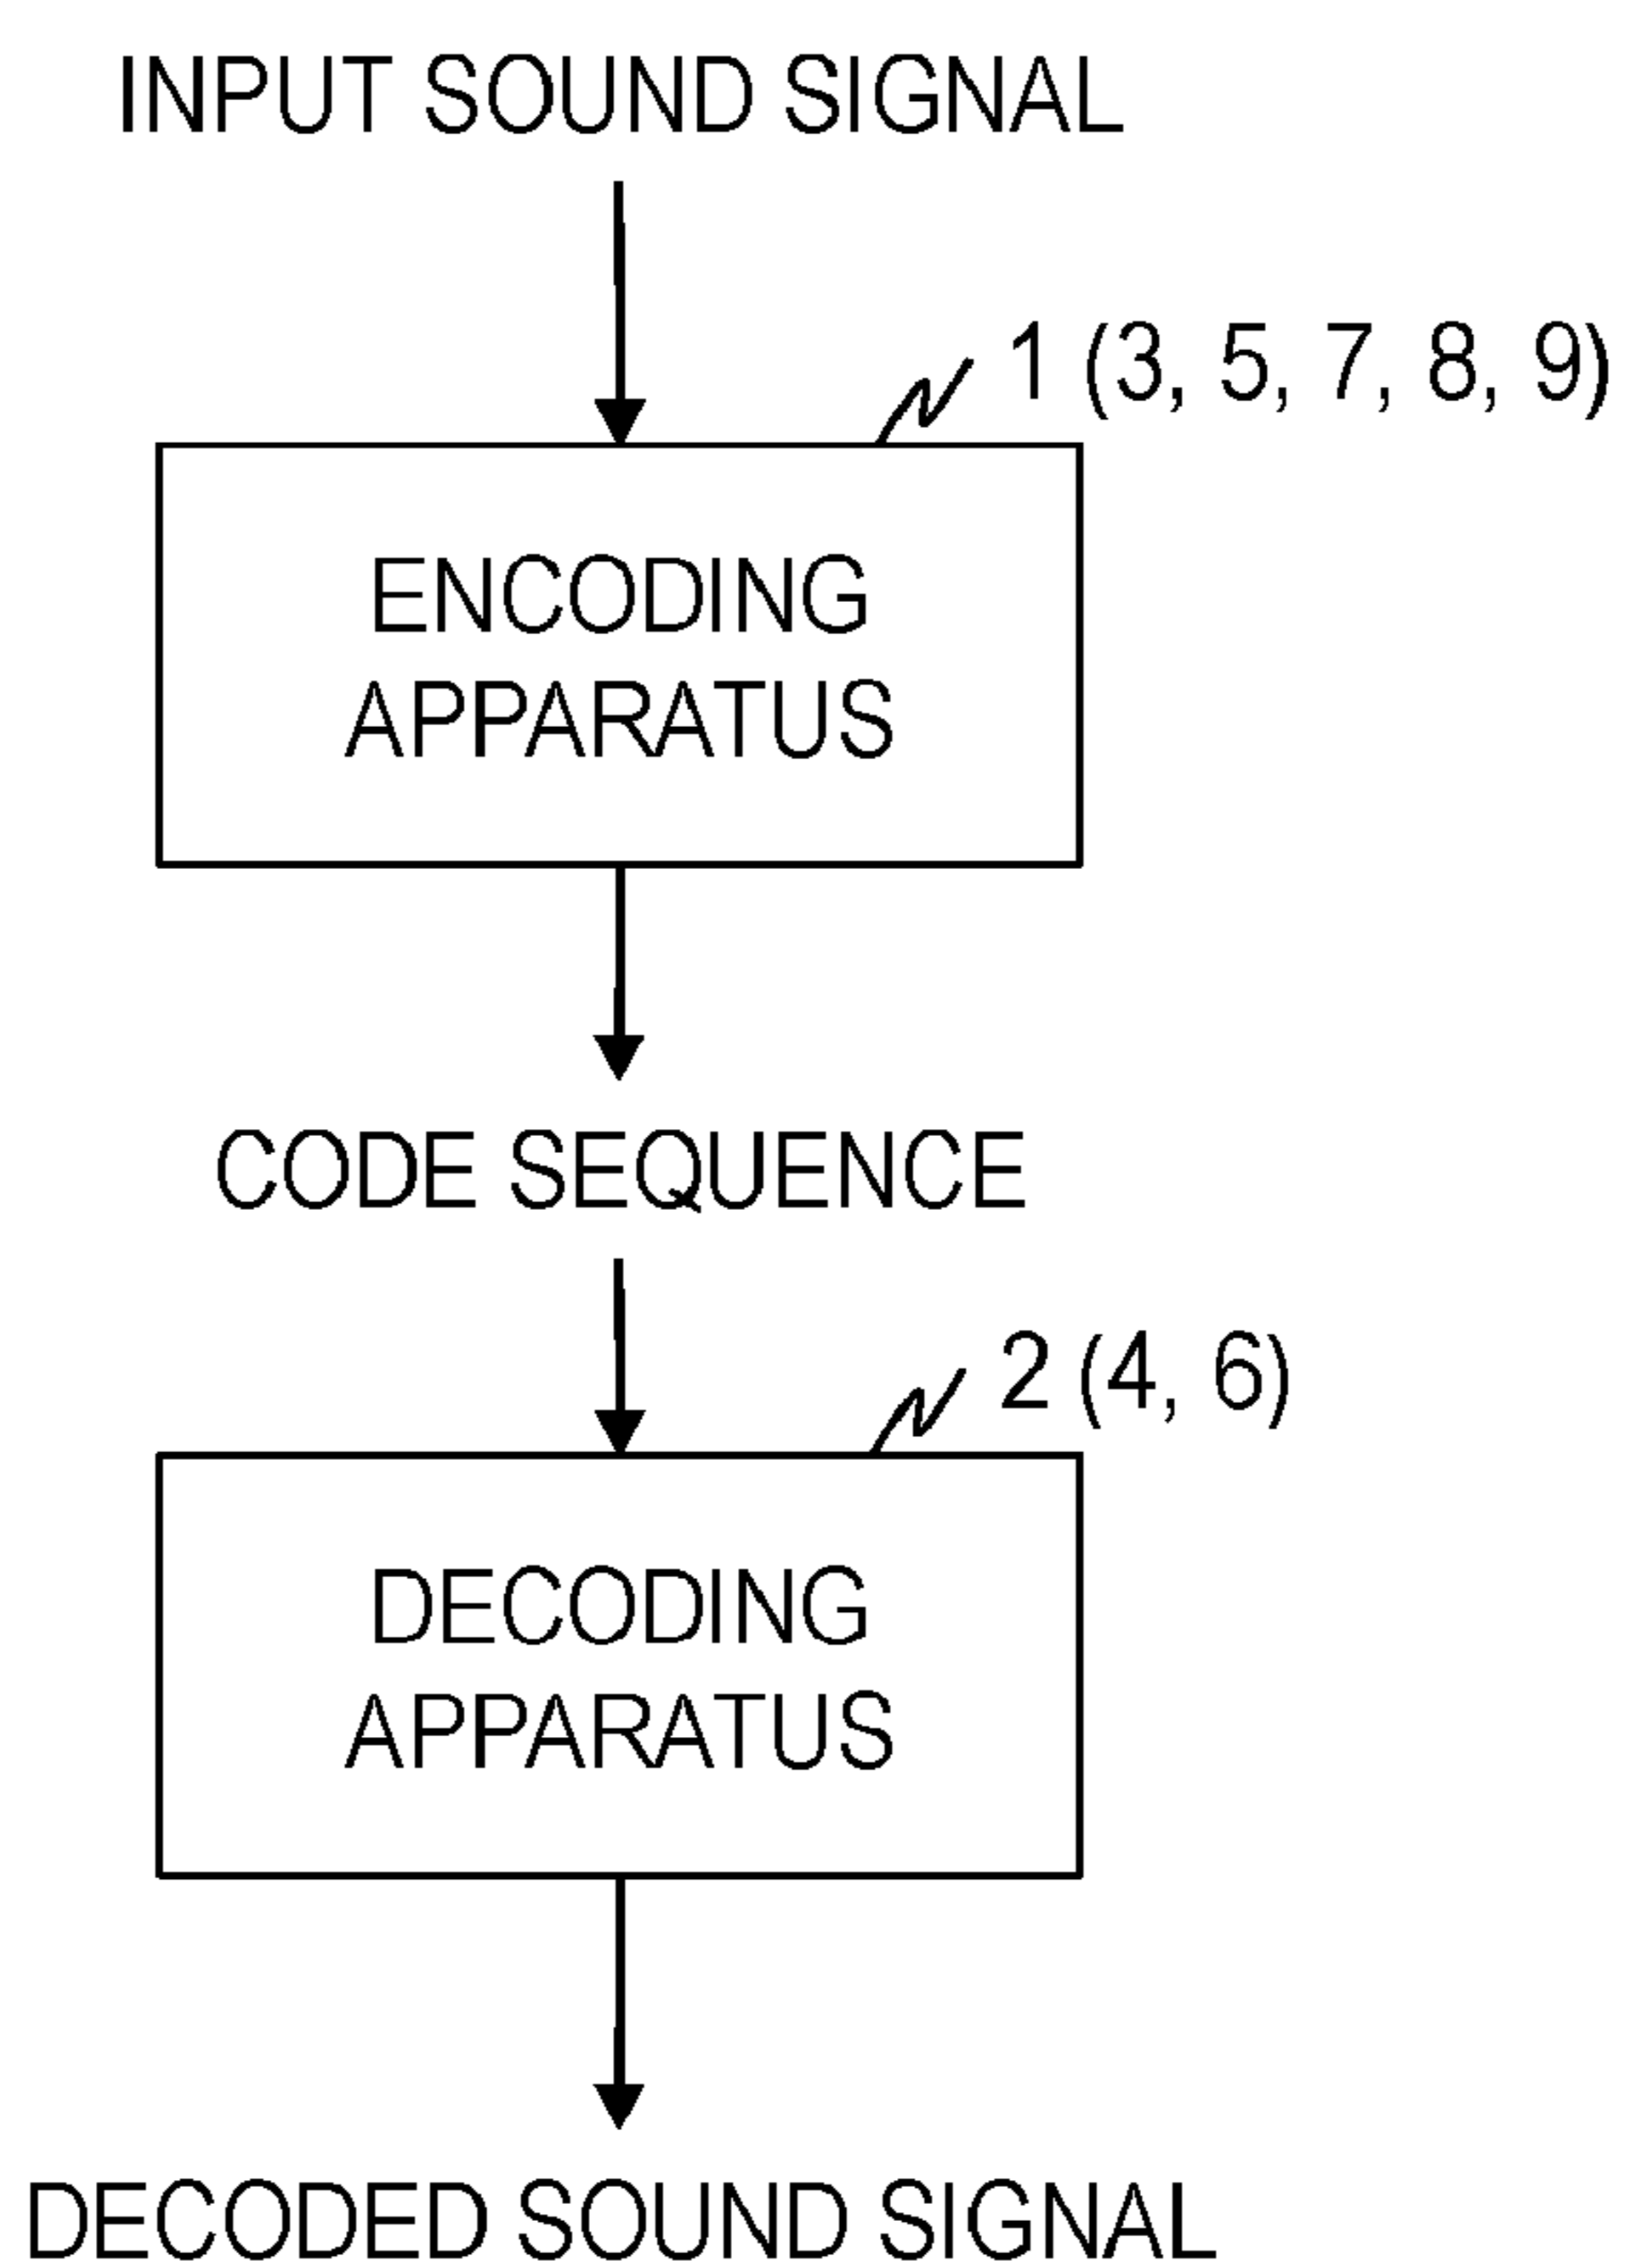 INPUT SOUND SIGNAL
1 (3, 5, 7, 8, 9)
ENCODING
APPARATUS
CODE SEQUENCE
2 (4, 6)
DECODING
APPARATUS
DECODED SOUND SIGNAL